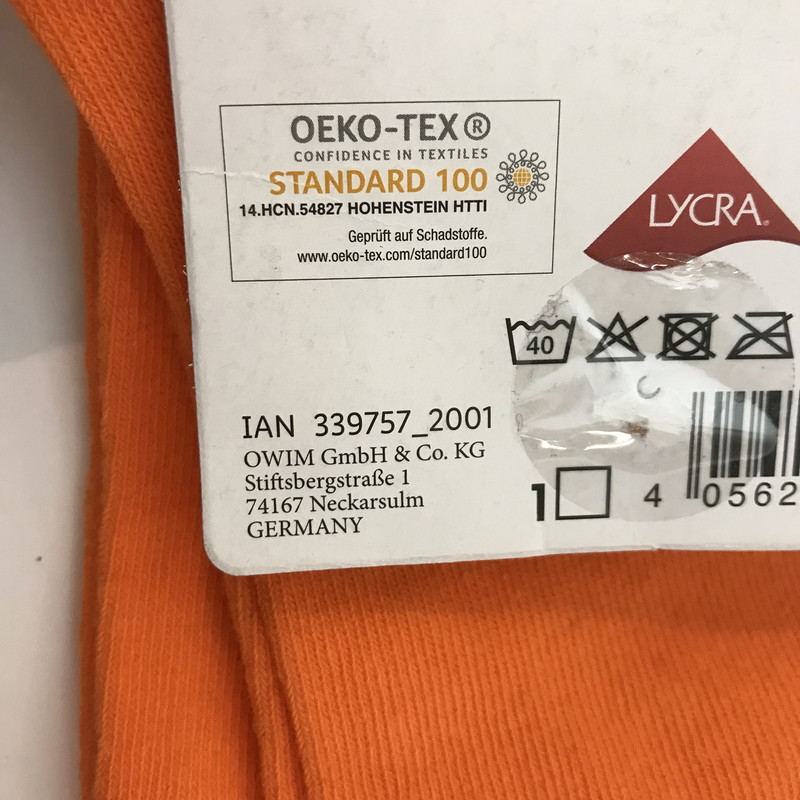 OEKO-TEX®
CONFIDENCE IN TEXTILES
STANDARD 100
14.HCN.54827 HOHENSTEIN HTTI
Geprüft auf Schadstoffe.
www.oeko-tex.com/standard100
LYCRA®
40
IAN 339757_2001
OWIM GmbH & Co. KG
Stiftsbergstraße 1
74167 Neckarsulm
GERMANY
1
4 0562